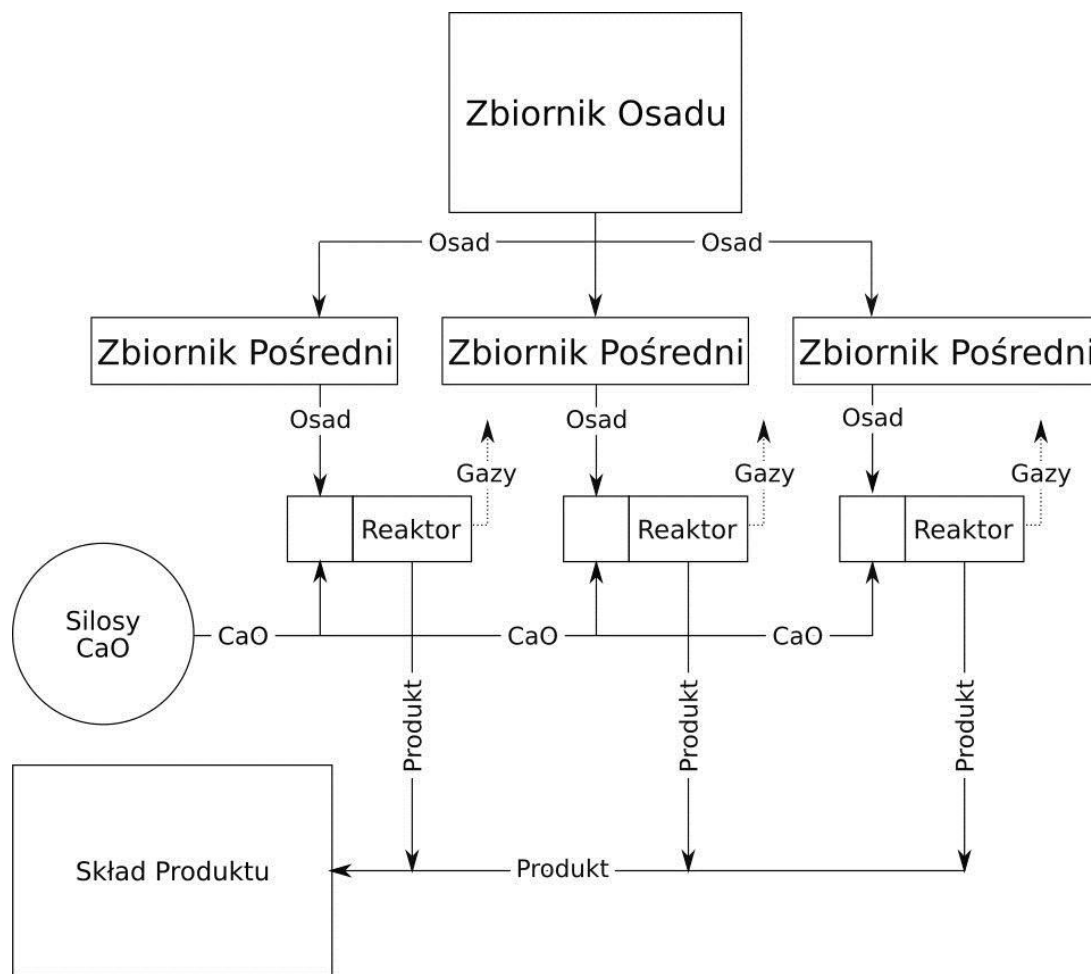 Zbiornik Osadu
Osad
Osad
Zbiornik Pośredni
Zbiornik Pośredni
Zbiornik Pośredni
Osad
Osad
Osad
Gazy
Gazy
Gazy
Reaktor
Reaktor
Reaktor
Silosy
CaO
CaO
CaO
CaO
Produkt
Produkt
Produkt
Skład Produktu
Produkt